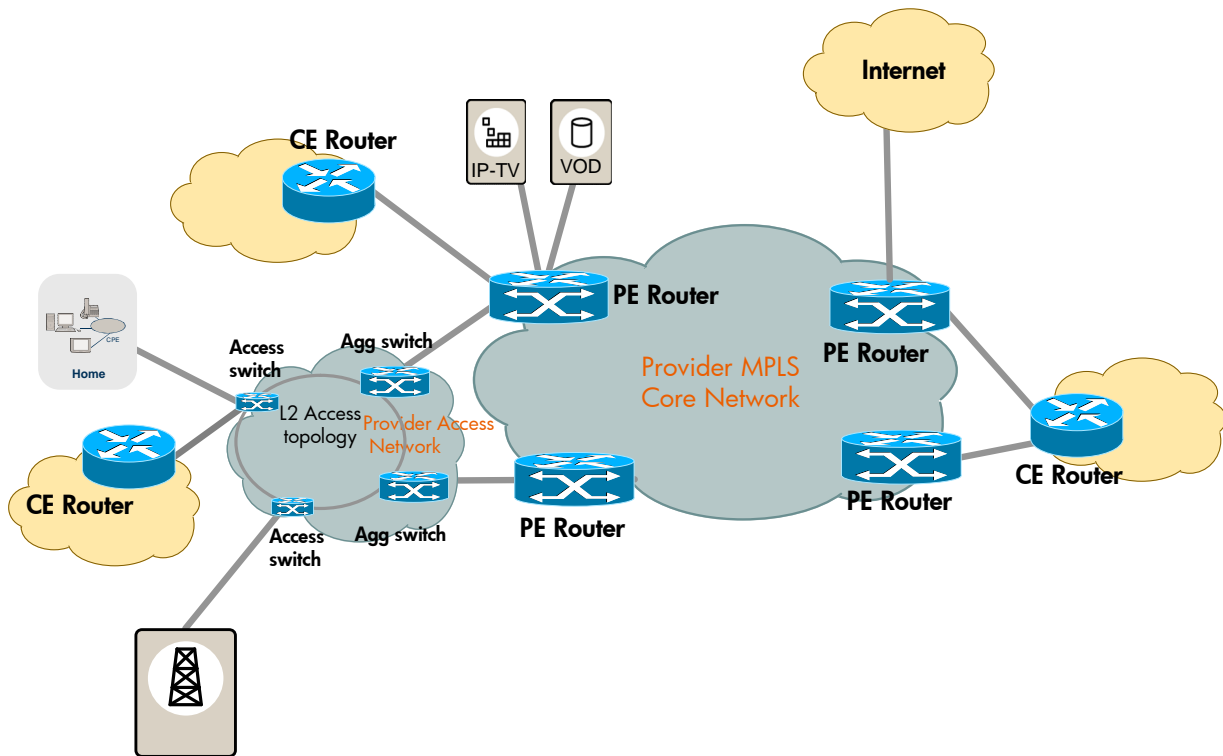 Internet
CE Router
IP-TV
VOD
PE Router
PE Router
Provider MPLS
Core Network
CPE
Home
Access
switch
Agg switch
L2 Access
topology
Provider Access
Network
CE Router
PE Router
CE Router
PE Router
Access
switch
Agg switch